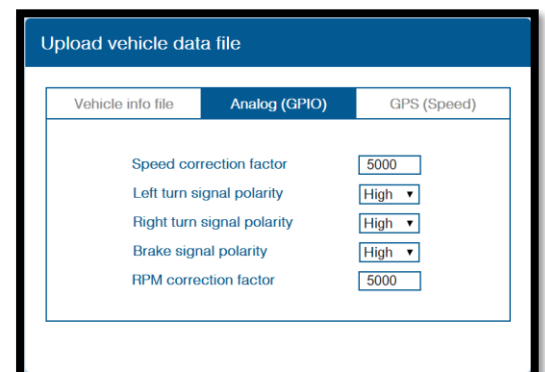 Upload vehicle data file
Vehicle info file Analog (GPIO) GPS (Speed)
Speed correction factor 5000
Left turn signal polarity High
Right turn signal polarity High
Brake signal polarity High
RPM correction factor 5000